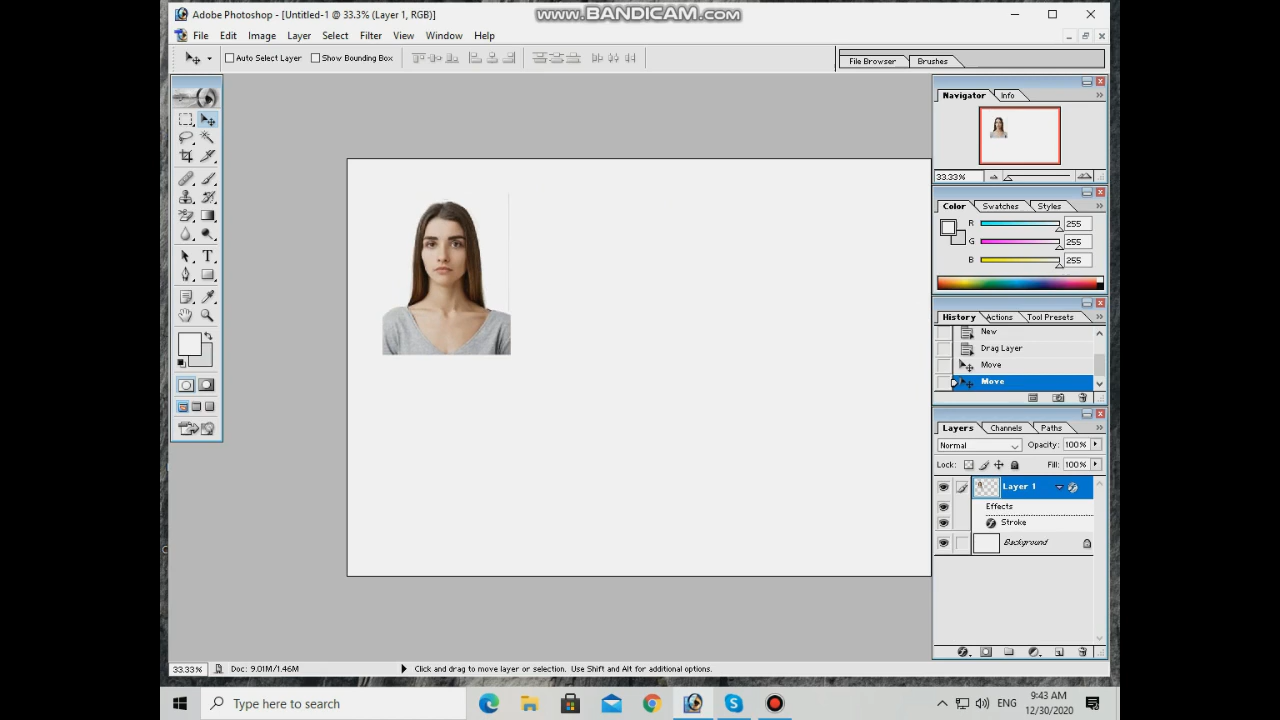 Adobe Photoshop - [Untitled-1 @ 33.3% (Layer 1, RGB)]
www.BANDICAM.com
File Edit Image Layer Select Filter View Window Help
Auto Select Layer Show Bounding Box
File Browser Brushes
Navigator Info
33.33%
Color Swatches Styles
R 255
G 255
B 255
History Actions Tool Presets
New
Drag Layer
Move
Move
Layers Channels Paths
Normal Opacity: 100%
Lock: Fill: 100%
Layer 1
Effects
Stroke
Background
33.33% Doc: 9.01M/1.46M Click and drag to move layer or selection. Use Shift and Alt for additional options.
Type here to search
ENG
9:43 AM
12/30/2020